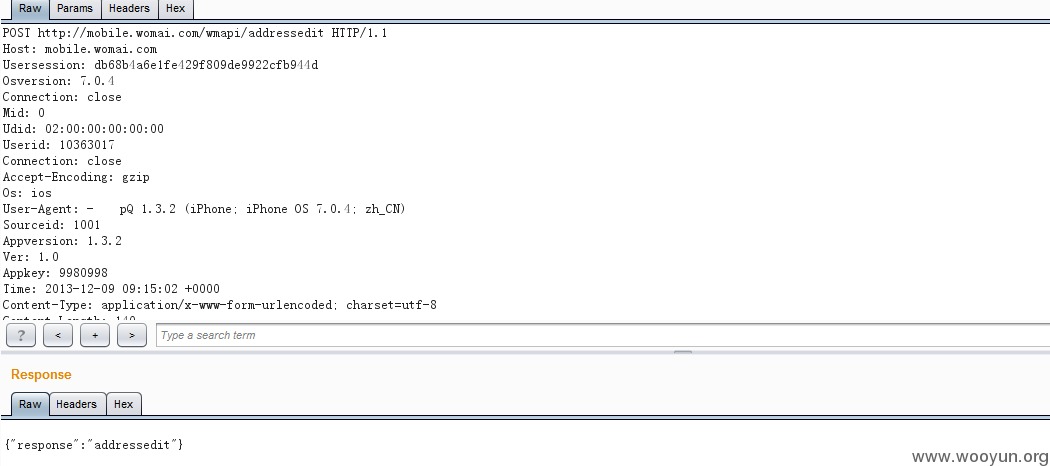 Raw Params Headers Hex
POST http://mobile.womai.com/wmapi/addressedit HTTP/1.1
Host: mobile.womai.com
Usersession: db68b4a6e1fe429f809de9922cfb944d
Osversion: 7.0.4
Connection: close
Mid: 0
Udid: 02:00:00:00:00:00
Userid: 10363017
Connection: close
Accept-Encoding: gzip
Os: ios
User-Agent: - pQ 1.3.2 (iPhone; iPhone OS 7.0.4; zh_CN)
Sourceid: 1001
Appversion: 1.3.2
Ver: 1.0
Appkey: 9980998
Time: 2013-12-09 09:15:02 +0000
Content-Type: application/x-www-form-urlencoded; charset=utf-8
Content-Length: 140
? < + > Type a search term
Response
Raw Headers Hex
{"response":"addressedit"}
www.wooyun.org